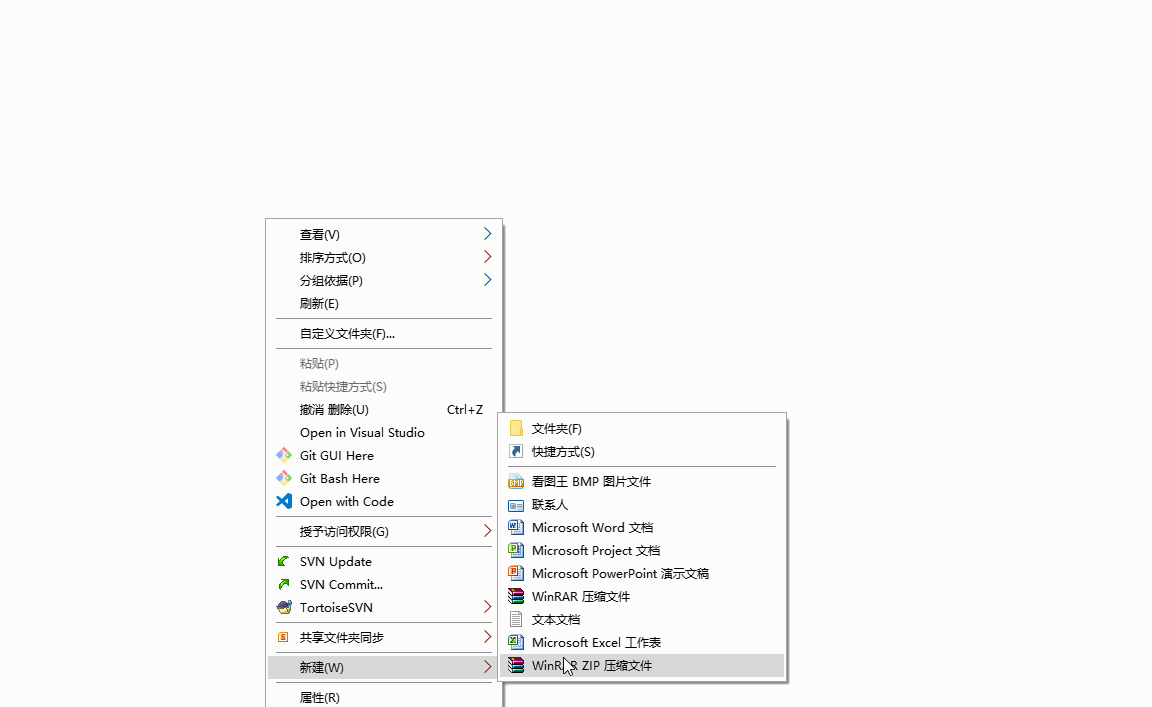 查看(V)
排序方式(O)
分组依据(P)
刷新(E)
自定义文件夹(F)...
粘贴(P)
粘贴快捷方式(S)
撤消 删除(U) Ctrl+Z
Open in Visual Studio
Git GUI Here
Git Bash Here
Open with Code
授予访问权限(G)
SVN Update
SVN Commit...
TortoiseSVN
共享文件夹同步
新建(W)
属性(R)
文件夹(F)
快捷方式(S)
看图王 BMP 图片文件
联系人
Microsoft Word 文档
Microsoft Project 文档
Microsoft PowerPoint 演示文稿
WinRAR 压缩文件
文本文档
Microsoft Excel 工作表
WinRAR ZIP 压缩文件